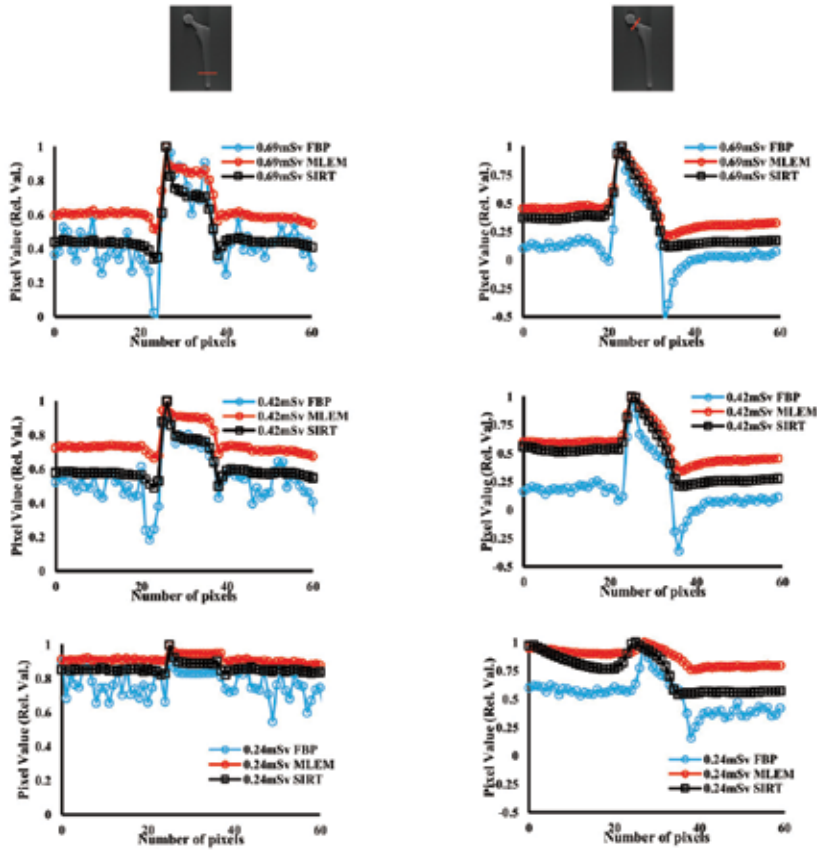 1
0.8
0.6
0.4
0.2
0
0 20 40 60
Pixel Value (Rel. Val.)
Number of pixels
0.69mSv FBP
0.69mSv MLEM
0.69mSv SIRT
1
0.75
0.5
0.25
0
-0.25
-0.5
0 20 40 60
Pixel Value (Rel. Val.)
Number of pixels
0.69mSv FBP
0.69mSv MLEM
0.69mSv SIRT
1
0.8
0.6
0.4
0.2
0
0 20 40 60
Pixel Value (Rel. Val.)
Number of pixels
0.42mSv FBP
0.42mSv MLEM
0.42mSv SIRT
1
0.75
0.5
0.25
0
-0.25
-0.5
0 20 40 60
Pixel Value (Rel. Val.)
Number of pixels
0.42mSv FBP
0.42mSv MLEM
0.42mSv SIRT
1
0.8
0.6
0.4
0.2
0
0 20 40 60
Pixel Value (Rel. Val.)
Number of pixels
0.24mSv FBP
0.24mSv MLEM
0.24mSv SIRT
1
0.75
0.5
0.25
0
-0.25
-0.5
0 20 40 60
Pixel Value (Rel. Val.)
Number of pixels
0.24mSv FBP
0.24mSv MLEM
0.24mSv SIRT